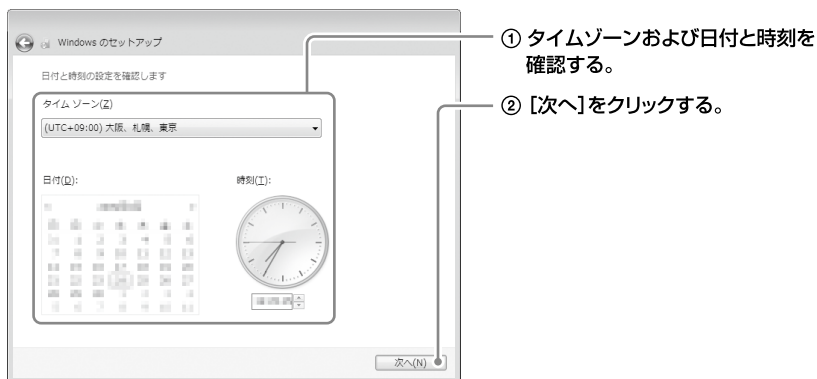 Windows のセットアップ
日付と時刻の設定を確認します
タイム ゾーン(Z)
(UTC+09:00) 大阪、札幌、東京
日付(D):
時刻(T):
次へ(N)
① タイムゾーンおよび日付と時刻を
確認する。
② [次へ]をクリックする。